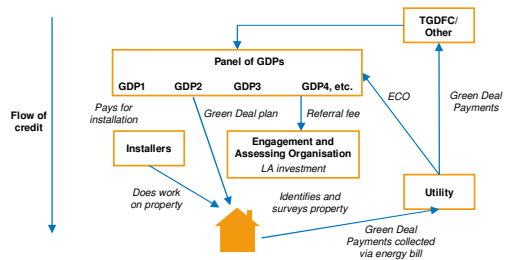 TGDFC/
Other
Panel of GDPs
GDP1 GDP2 GDP3 GDP4, etc.
ECO
Green Deal
Payments
Flow of
credit
Pays for
installation
Green Deal plan
Referral fee
Installers
Engagement and
Assessing Organisation
LA investment
Does work
on property
Identifies and
surveys property
Utility
Green Deal
Payments collected
via energy bill